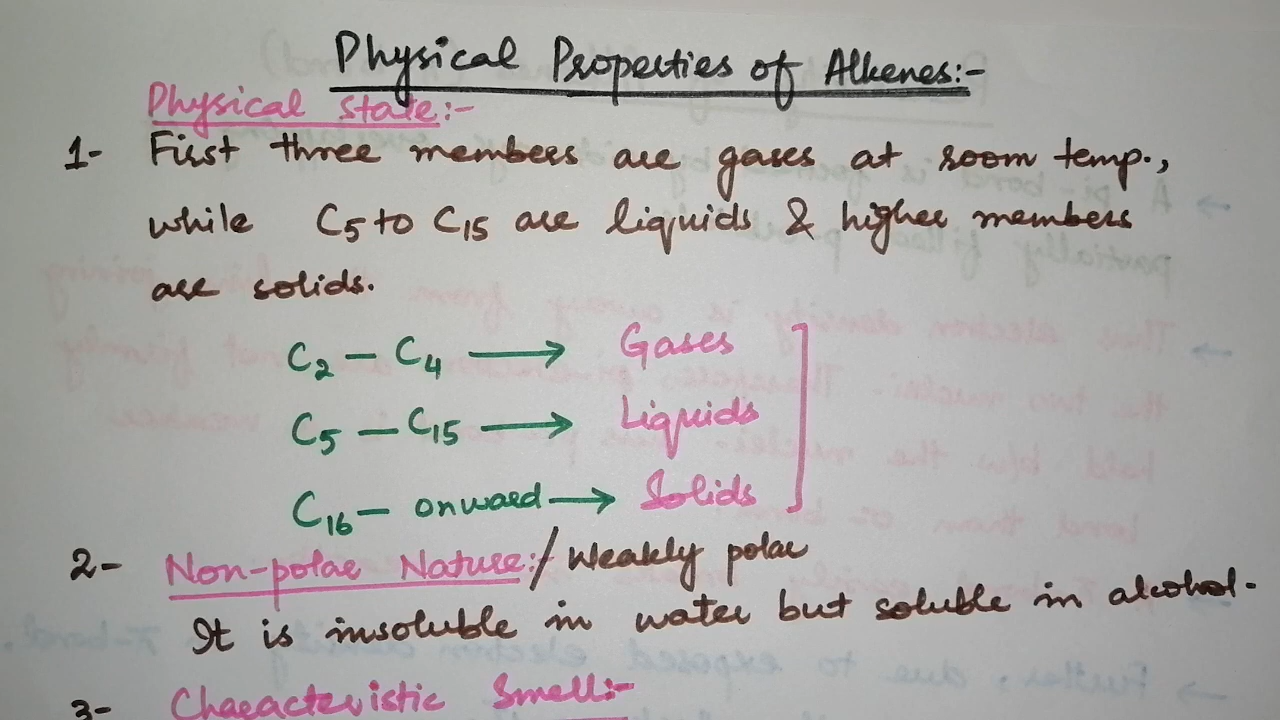 Physical Properties of Alkenes:-
Physical state:-
1- First three members are gases at room temp.,
while C₅ to C₁₅ are liquids & higher members
are solids.
C₂ – C₄ ⟶ Gases
C₅ – C₁₅ ⟶ Liquids
C₁₆ – onward ⟶ Solids
2- Non-polar Nature:-/Weakly polar
It is insoluble in water but soluble in alcohol.
3- Characteristic Smell:-